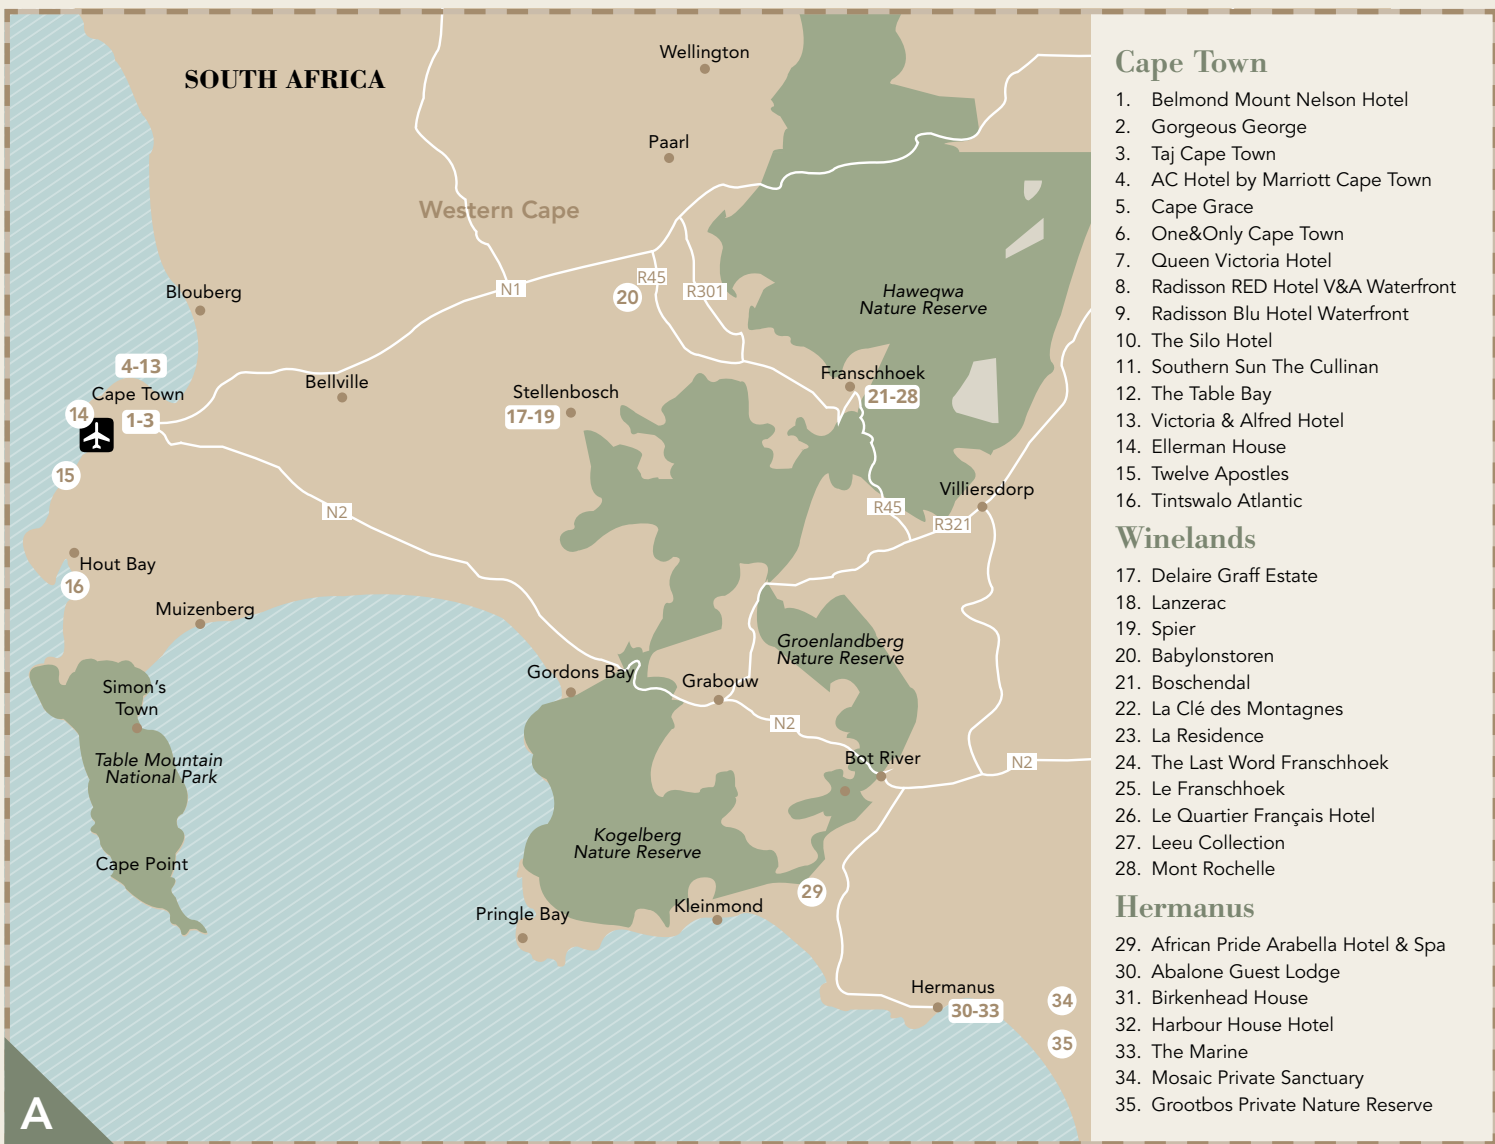 SOUTH AFRICA
Wellington
Paarl
Western Cape
Blouberg
N1
R45
20
R301
Haweqwa
Nature Reserve
4-13
Cape Town
14
1-3
Bellville
Stellenbosch
17-19
Franschhoek
21-28
15
N2
Villiersdorp
R45
R321
Hout Bay
16
Muizenberg
Groenlandberg
Nature Reserve
Gordons Bay
Grabouw
Simon's
Town
N2
Bot River
N2
Table Mountain
National Park
Kogelberg
Nature Reserve
Cape Point
29
Pringle Bay
Kleinmond
Hermanus
30-33
34
35
A
Cape Town
1. Belmond Mount Nelson Hotel
2. Gorgeous George
3. Taj Cape Town
4. AC Hotel by Marriott Cape Town
5. Cape Grace
6. One&Only Cape Town
7. Queen Victoria Hotel
8. Radisson RED Hotel V&A Waterfront
9. Radisson Blu Hotel Waterfront
10. The Silo Hotel
11. Southern Sun The Cullinan
12. The Table Bay
13. Victoria & Alfred Hotel
14. Ellerman House
15. Twelve Apostles
16. Tintswalo Atlantic
Winelands
17. Delaire Graff Estate
18. Lanzerac
19. Spier
20. Babylonstoren
21. Boschendal
22. La Clé des Montagnes
23. La Residence
24. The Last Word Franschhoek
25. Le Franschhoek
26. Le Quartier Français Hotel
27. Leeu Collection
28. Mont Rochelle
Hermanus
29. African Pride Arabella Hotel & Spa
30. Abalone Guest Lodge
31. Birkenhead House
32. Harbour House Hotel
33. The Marine
34. Mosaic Private Sanctuary
35. Grootbos Private Nature Reserve